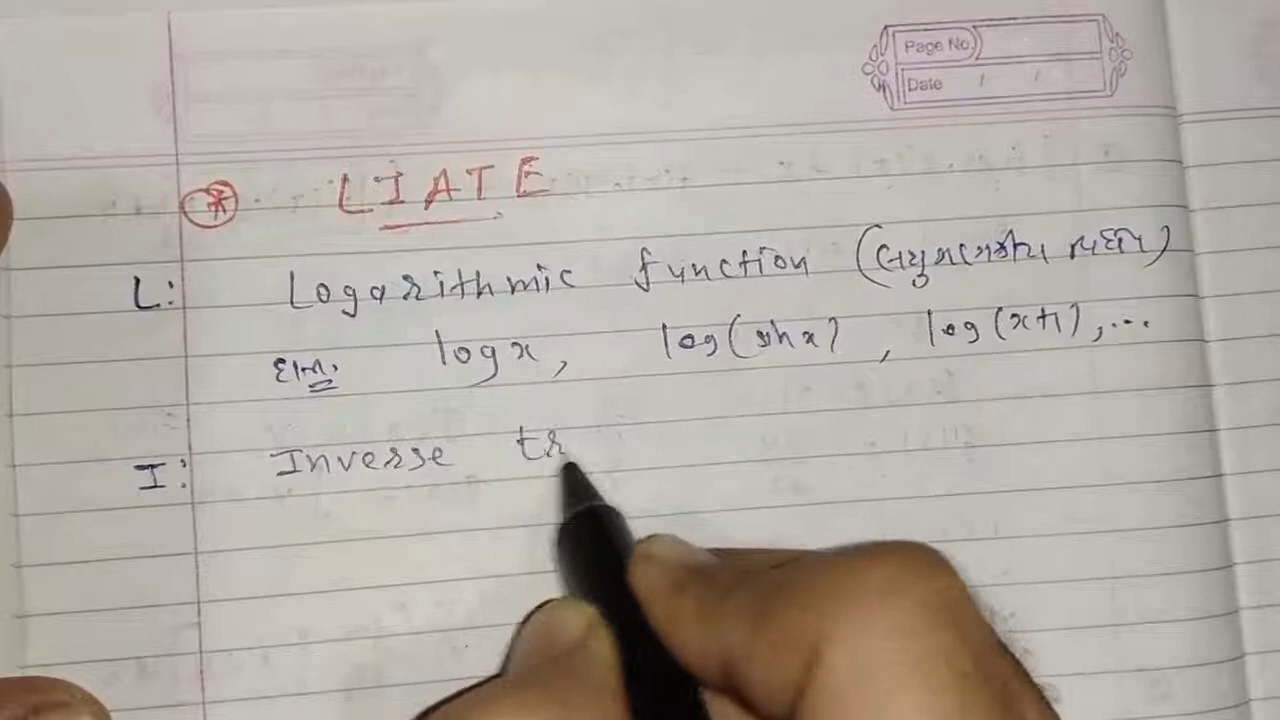 Page No.
Date / /
* LIATE
L: Logarithmic function (લઘુગણકીય વિધેય)
દા.ત. log x, log(sin x), log(x+1),...
I: Inverse tr